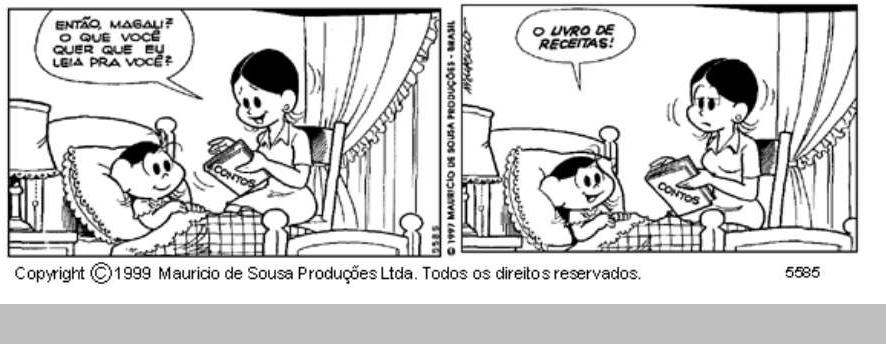 ENTÃO, MAGALI?
O QUE VOCÊ
QUER QUE EU
LEIA PRA VOCÊ?
CONTOS
5585
© 1997 MAURICIO DE SOUSA PRODUÇÕES - BRASIL
O LIVRO DE
RECEITAS!
CONTOS
Copyright ©1999 Mauricio de Sousa Produções Ltda. Todos os direitos reservados.
5585